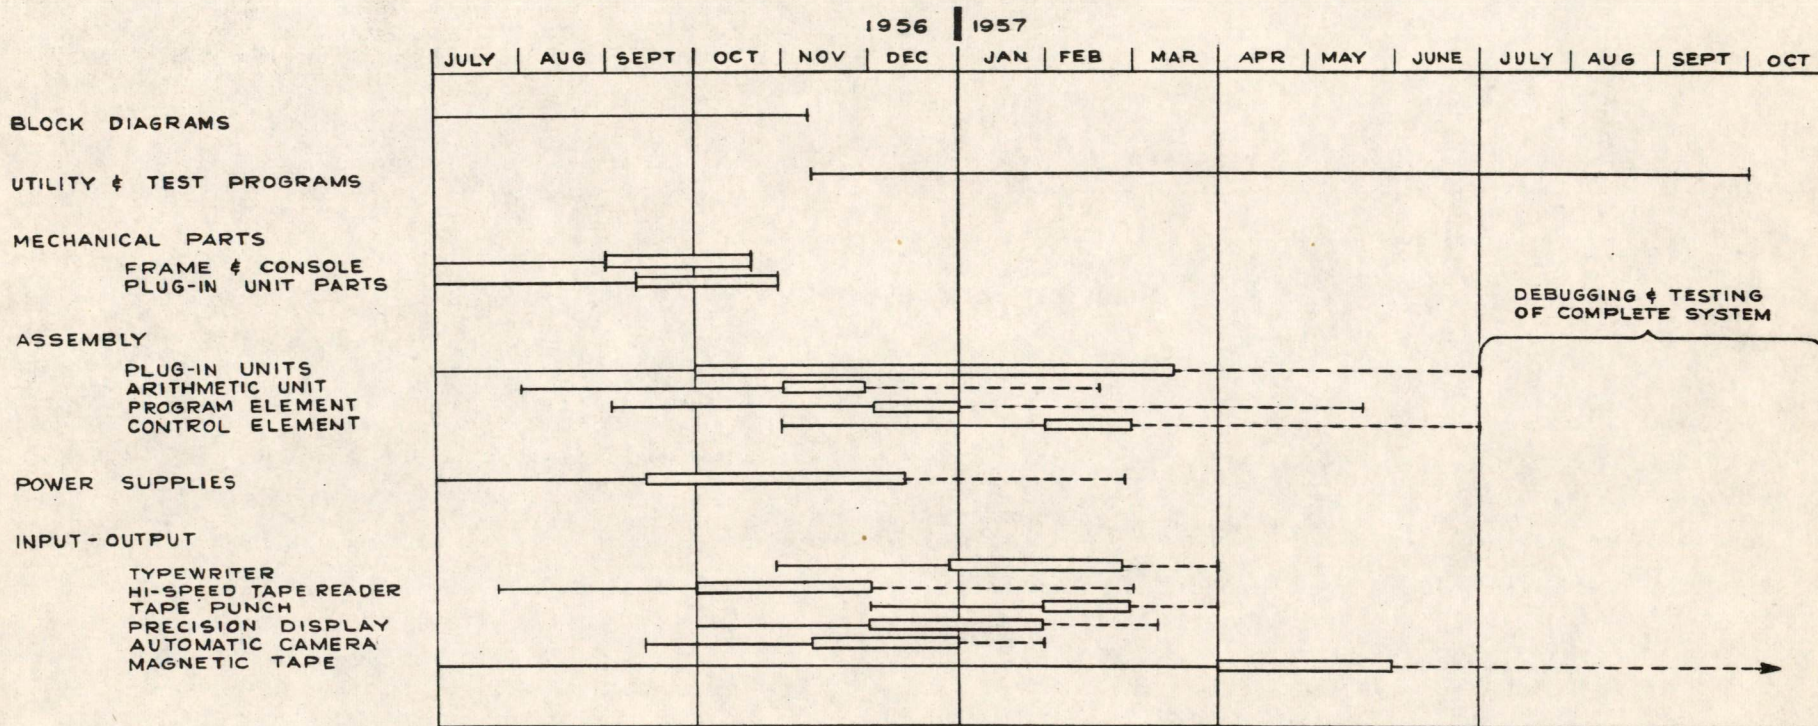 1956 1957
JULY AUG SEPT OCT NOV DEC JAN FEB MAR APR MAY JUNE JULY AUG SEPT OCT
BLOCK DIAGRAMS
UTILITY & TEST PROGRAMS
MECHANICAL PARTS
FRAME & CONSOLE
PLUG-IN UNIT PARTS
DEBUGGING & TESTING
OF COMPLETE SYSTEM
ASSEMBLY
PLUG-IN UNITS
ARITHMETIC UNIT
PROGRAM ELEMENT
CONTROL ELEMENT
POWER SUPPLIES
INPUT-OUTPUT
TYPEWRITER
HI-SPEED TAPE READER
TAPE PUNCH
PRECISION DISPLAY
AUTOMATIC CAMERA
MAGNETIC TAPE